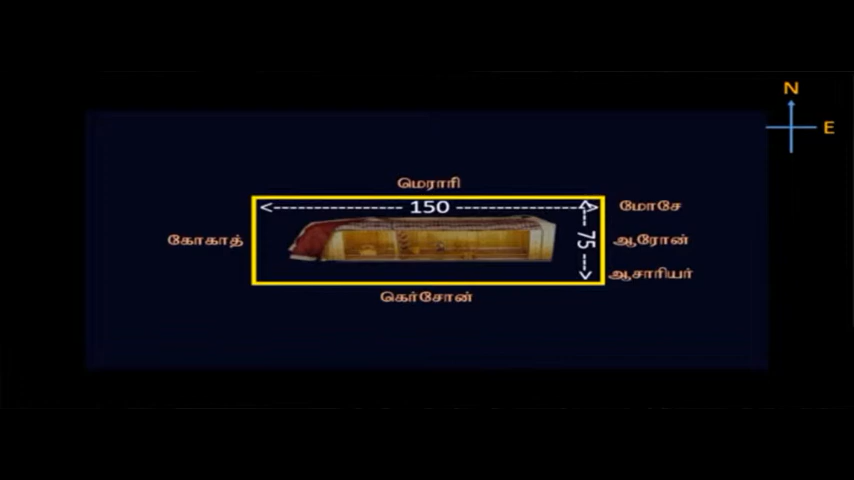 N
E
மெராரி
150
மோசே
கோகாத்
75
ஆரோன்
ஆசாரியர்
கெர்சோன்